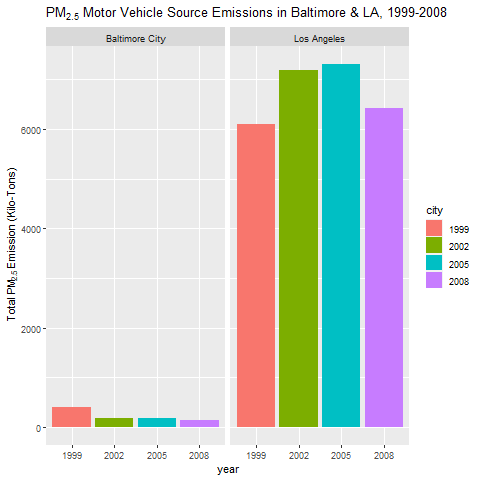 PM2.5 Motor Vehicle Source Emissions in Baltimore & LA, 1999-2008
Baltimore City
Los Angeles
Total PM2.5 Emission (Kilo-Tons)
6000
4000
2000
0
1999 2002 2005 2008
1999 2002 2005 2008
year
city
1999
2002
2005
2008